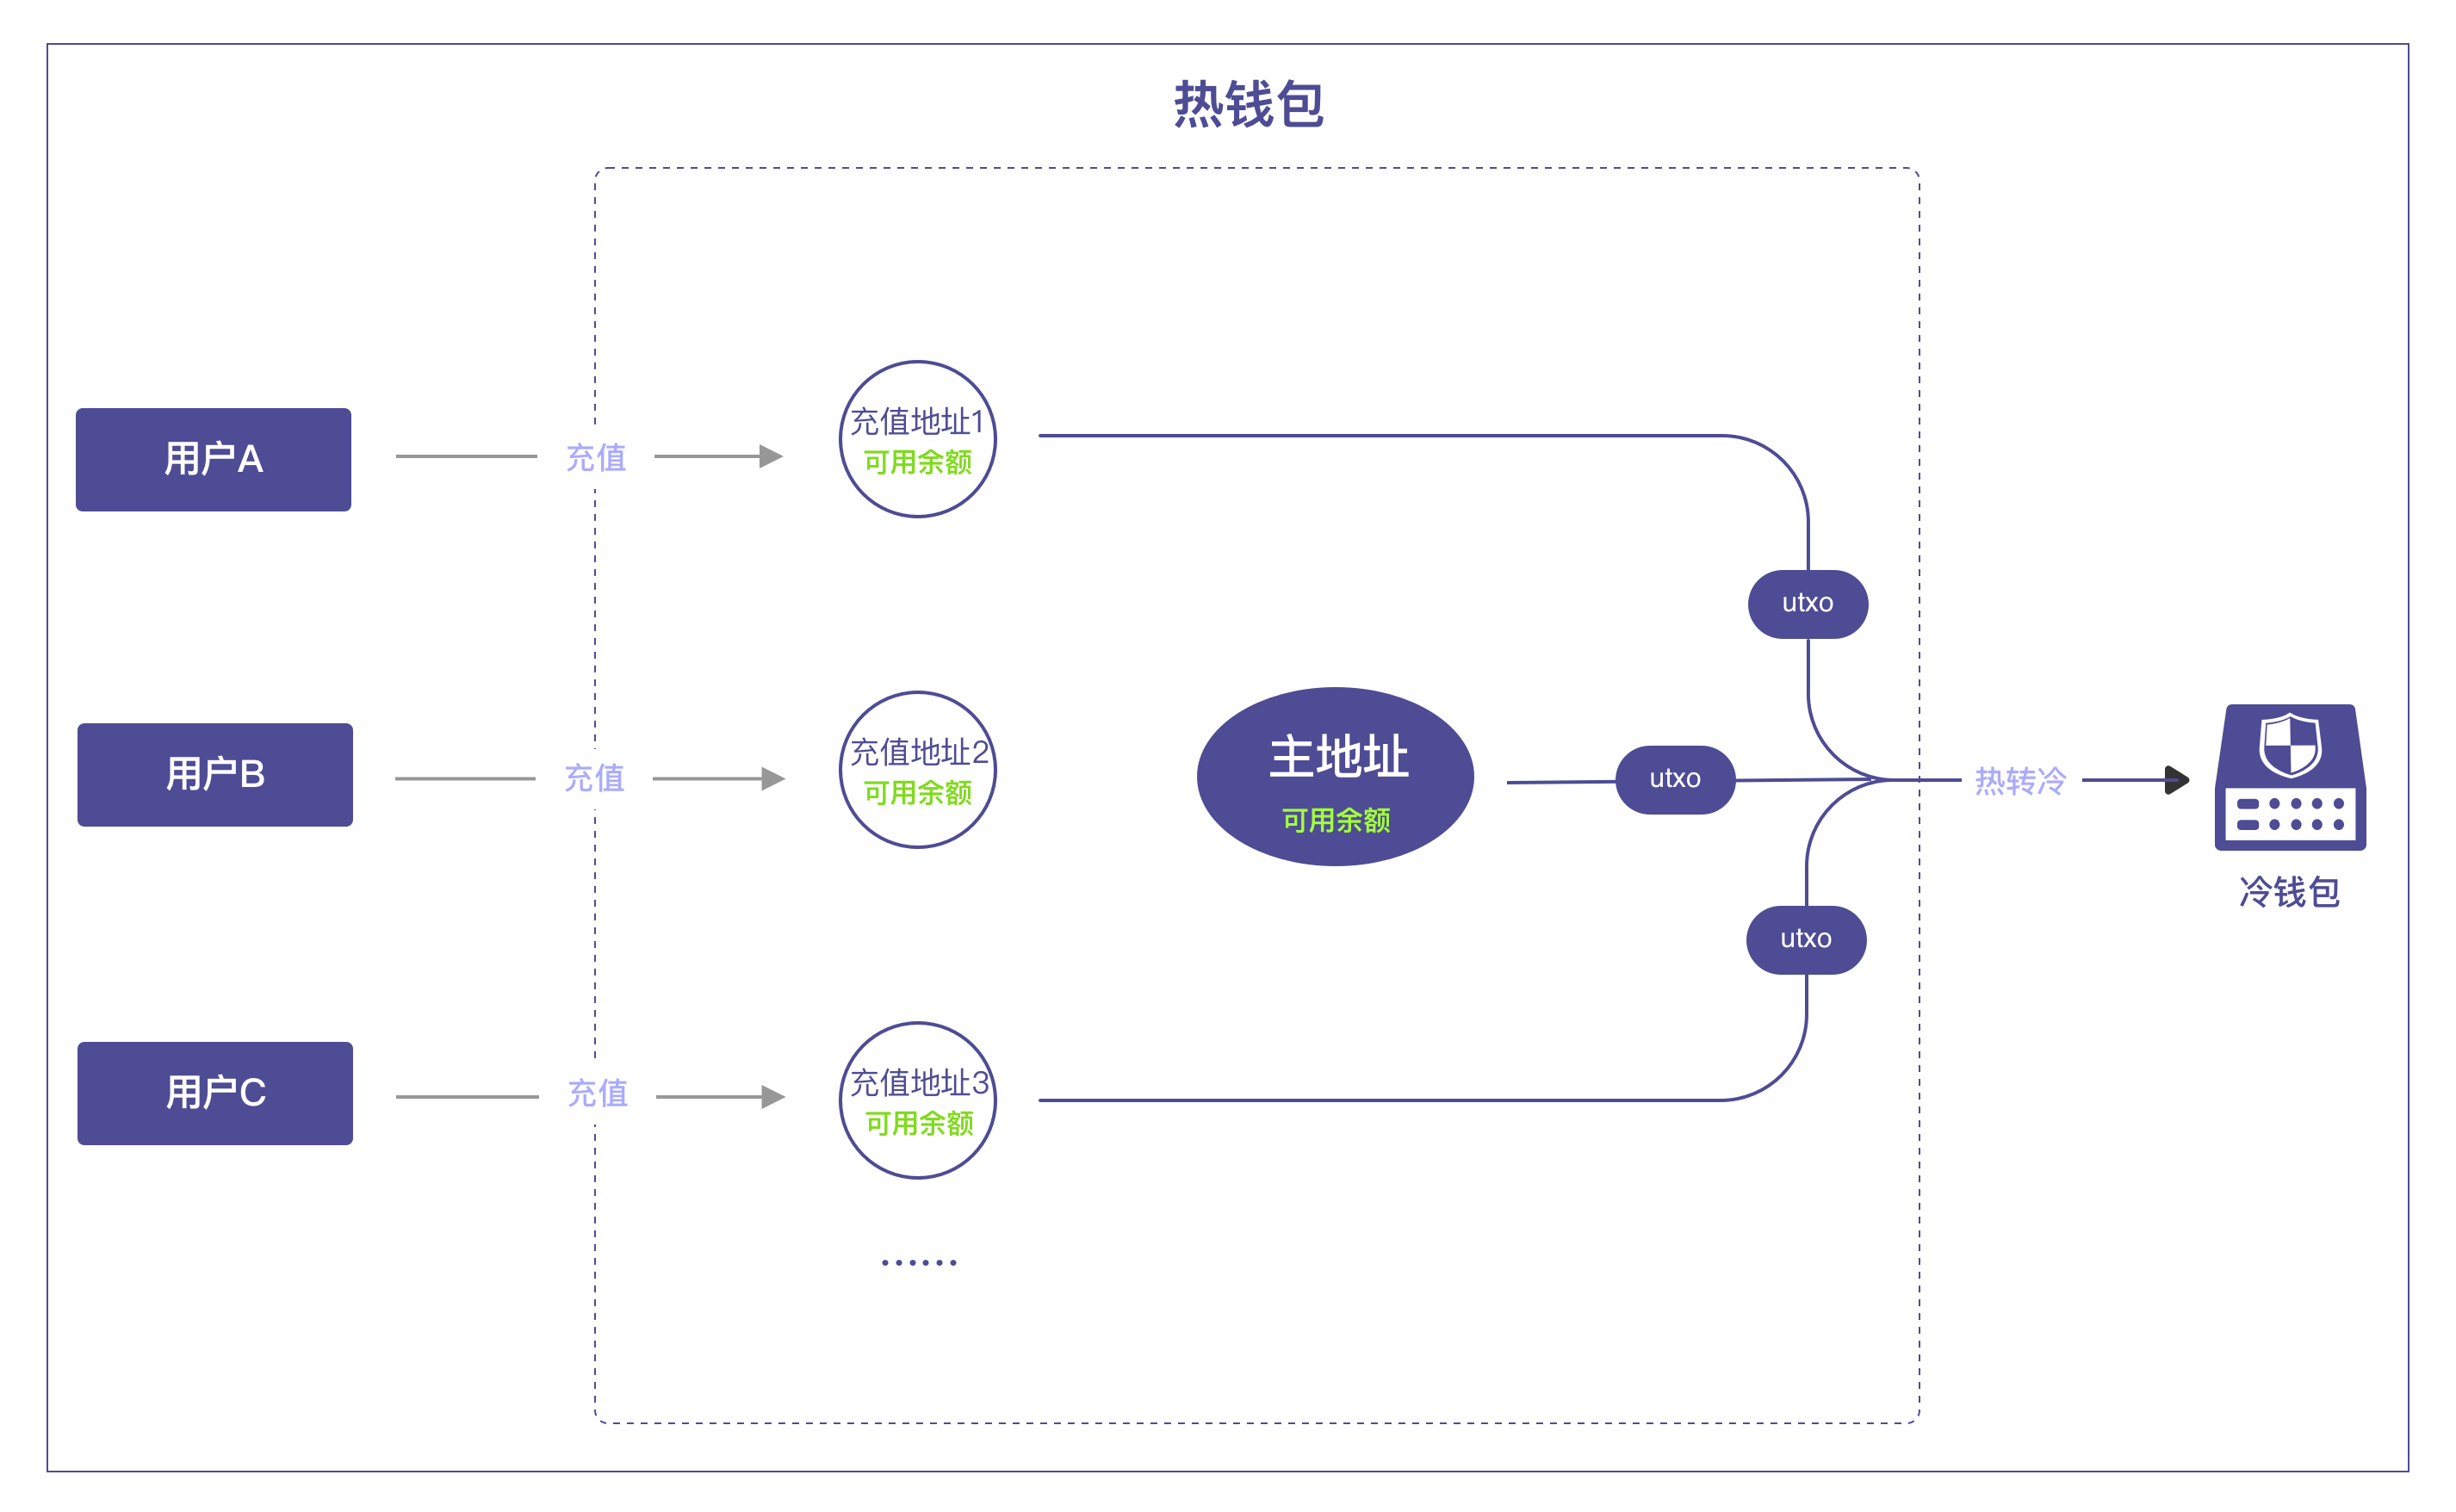 热钱包
用户A
充值
充值地址1
可用余额
utxo
用户B
充值
充值地址2
可用余额
主地址
可用余额
utxo
热转冷
冷钱包
utxo
用户C
充值
充值地址3
可用余额
······